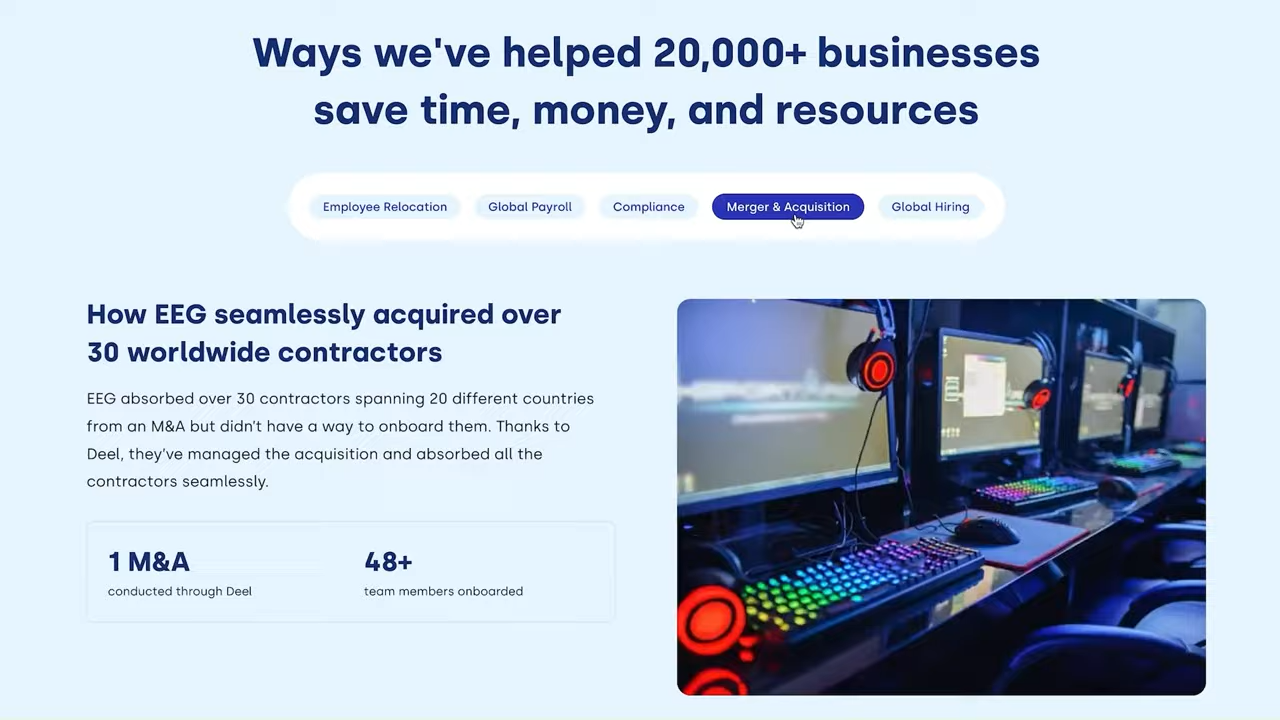 Ways we've helped 20,000+ businesses
save time, money, and resources
Employee Relocation
Global Payroll
Compliance
Merger & Acquisition
Global Hiring
How EEG seamlessly acquired over
30 worldwide contractors
EEG absorbed over 30 contractors spanning 20 different countries
from an M&A but didn't have a way to onboard them. Thanks to
Deel, they've managed the acquisition and absorbed all the
contractors seamlessly.
1 M&A
conducted through Deel
48+
team members onboarded